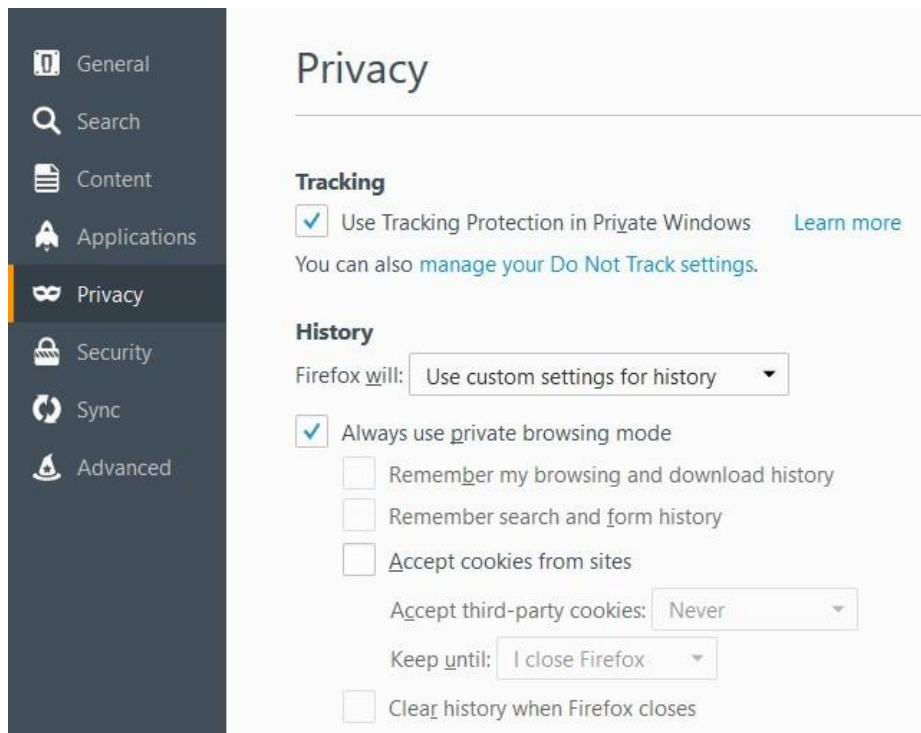 General
Search
Content
Applications
Privacy
Security
Sync
Advanced
Privacy
Tracking
Use Tracking Protection in Private Windows Learn more
You can also manage your Do Not Track settings.
History
Firefox will: Use custom settings for history
Always use private browsing mode
Remember my browsing and download history
Remember search and form history
Accept cookies from sites
Accept third-party cookies: Never
Keep until: I close Firefox
Clear history when Firefox closes